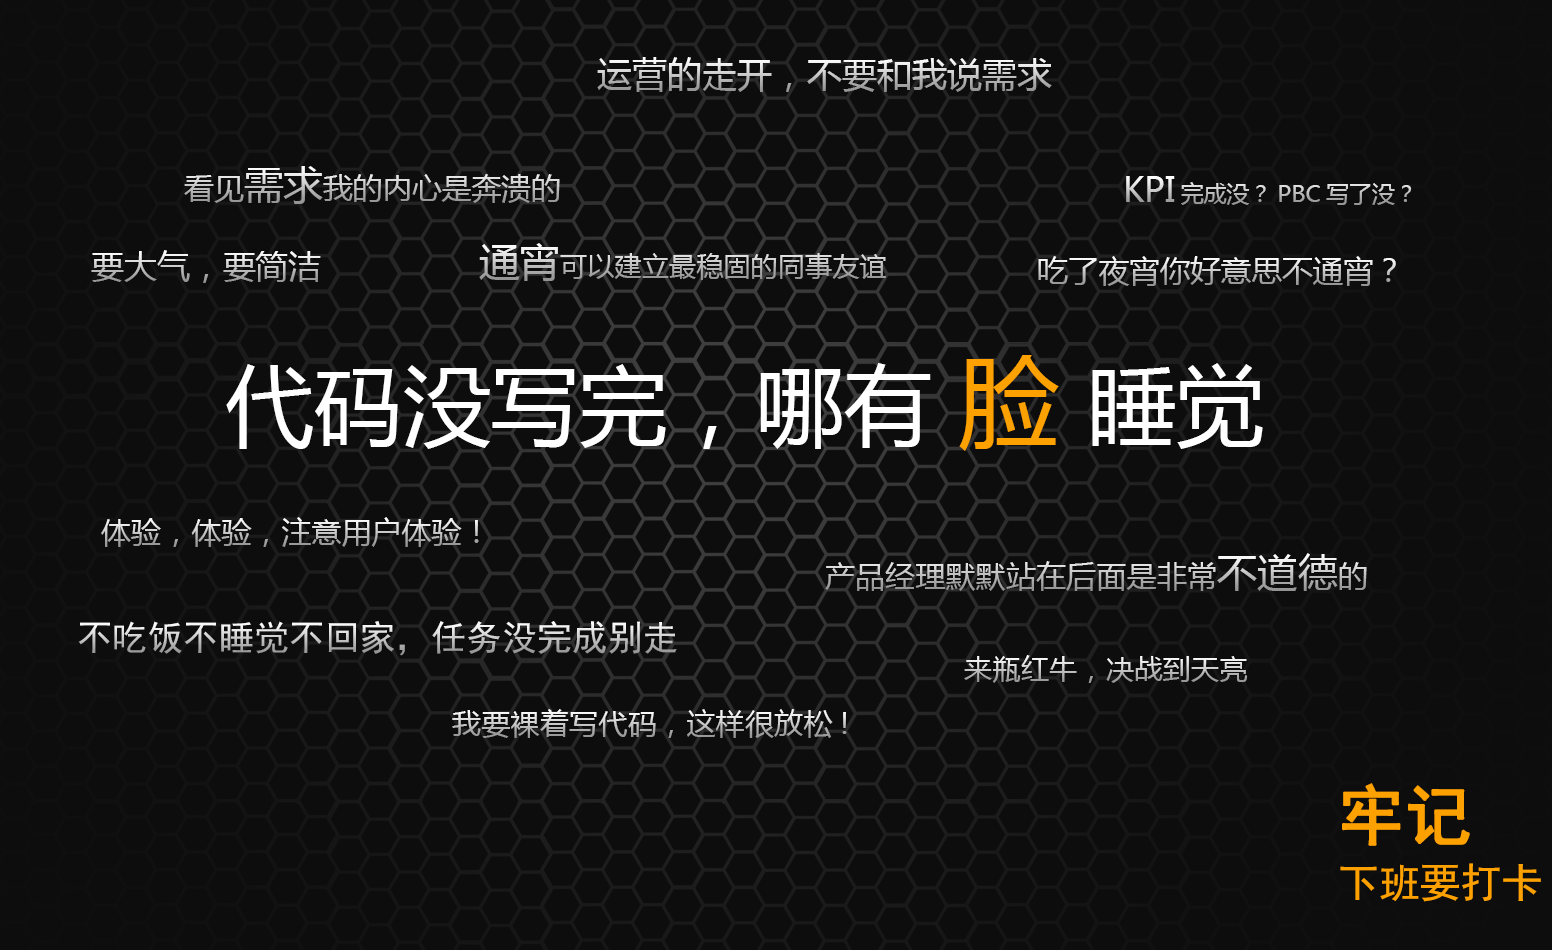 运营的走开，不要和我说需求
看见需求我的内心是奔溃的
KPI 完成没？ PBC 写了没？
要大气，要简洁
通宵可以建立最稳固的同事友谊
吃了夜宵你好意思不通宵？
代码没写完，哪有 脸 睡觉
体验，体验，注意用户体验！
产品经理默默站在后面是非常不道德的
不吃饭不睡觉不回家，任务没完成别走
来瓶红牛，决战到天亮
我要裸着写代码，这样很放松！
牢记
下班要打卡